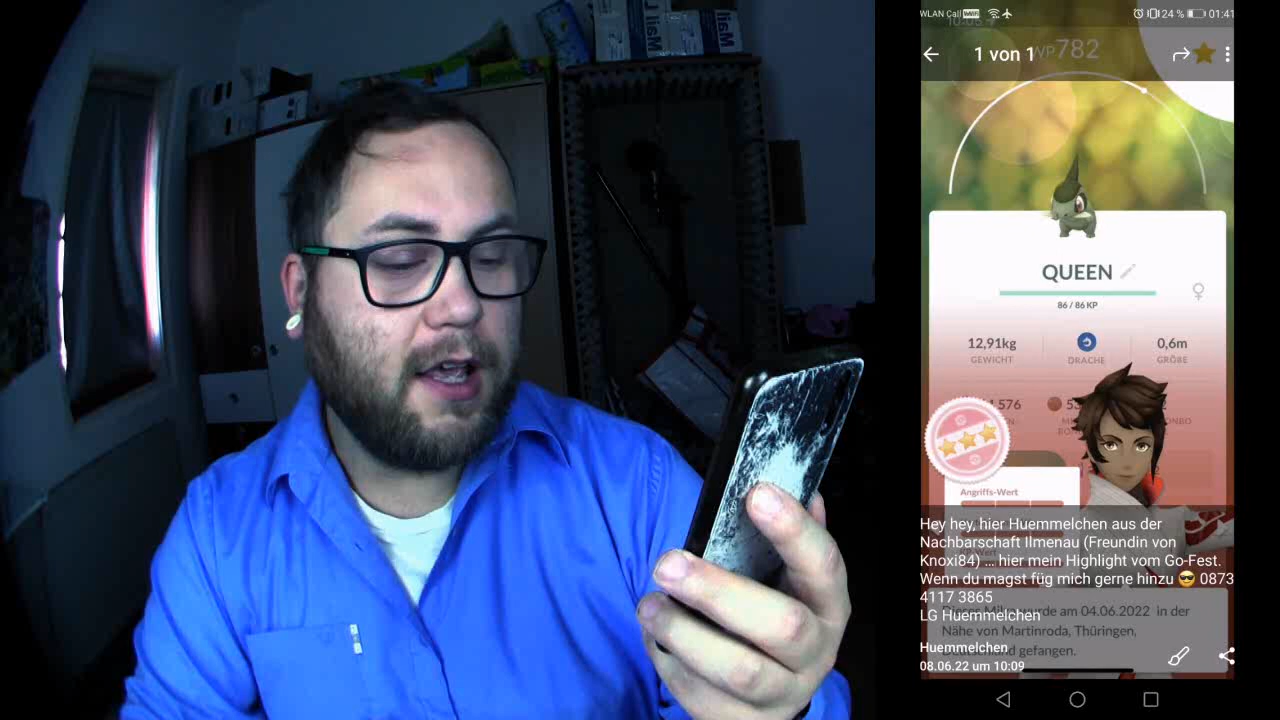 WLAN Call
24 %
01:41
1 von 1
WP782
QUEEN
86 / 86 KP
12,91kg
DRACHE
0,6m
GEWICHT
GRÖẞE
Angriffs-Wert
Hey hey, hier Huemmelchen aus der
Nachbarschaft Ilmenau (Freundin von
Knoxi84) ... hier mein Highlight vom Go-Fest.
Wenn du magst füg mich gerne hinzu 😎 0873
4117 3865
wurde am 04.06.2022 in der
LG Huemmelchen
Nähe von Martinroda, Thüringen,
gefangen.
Huemmelchen
08.06.22 um 10:09